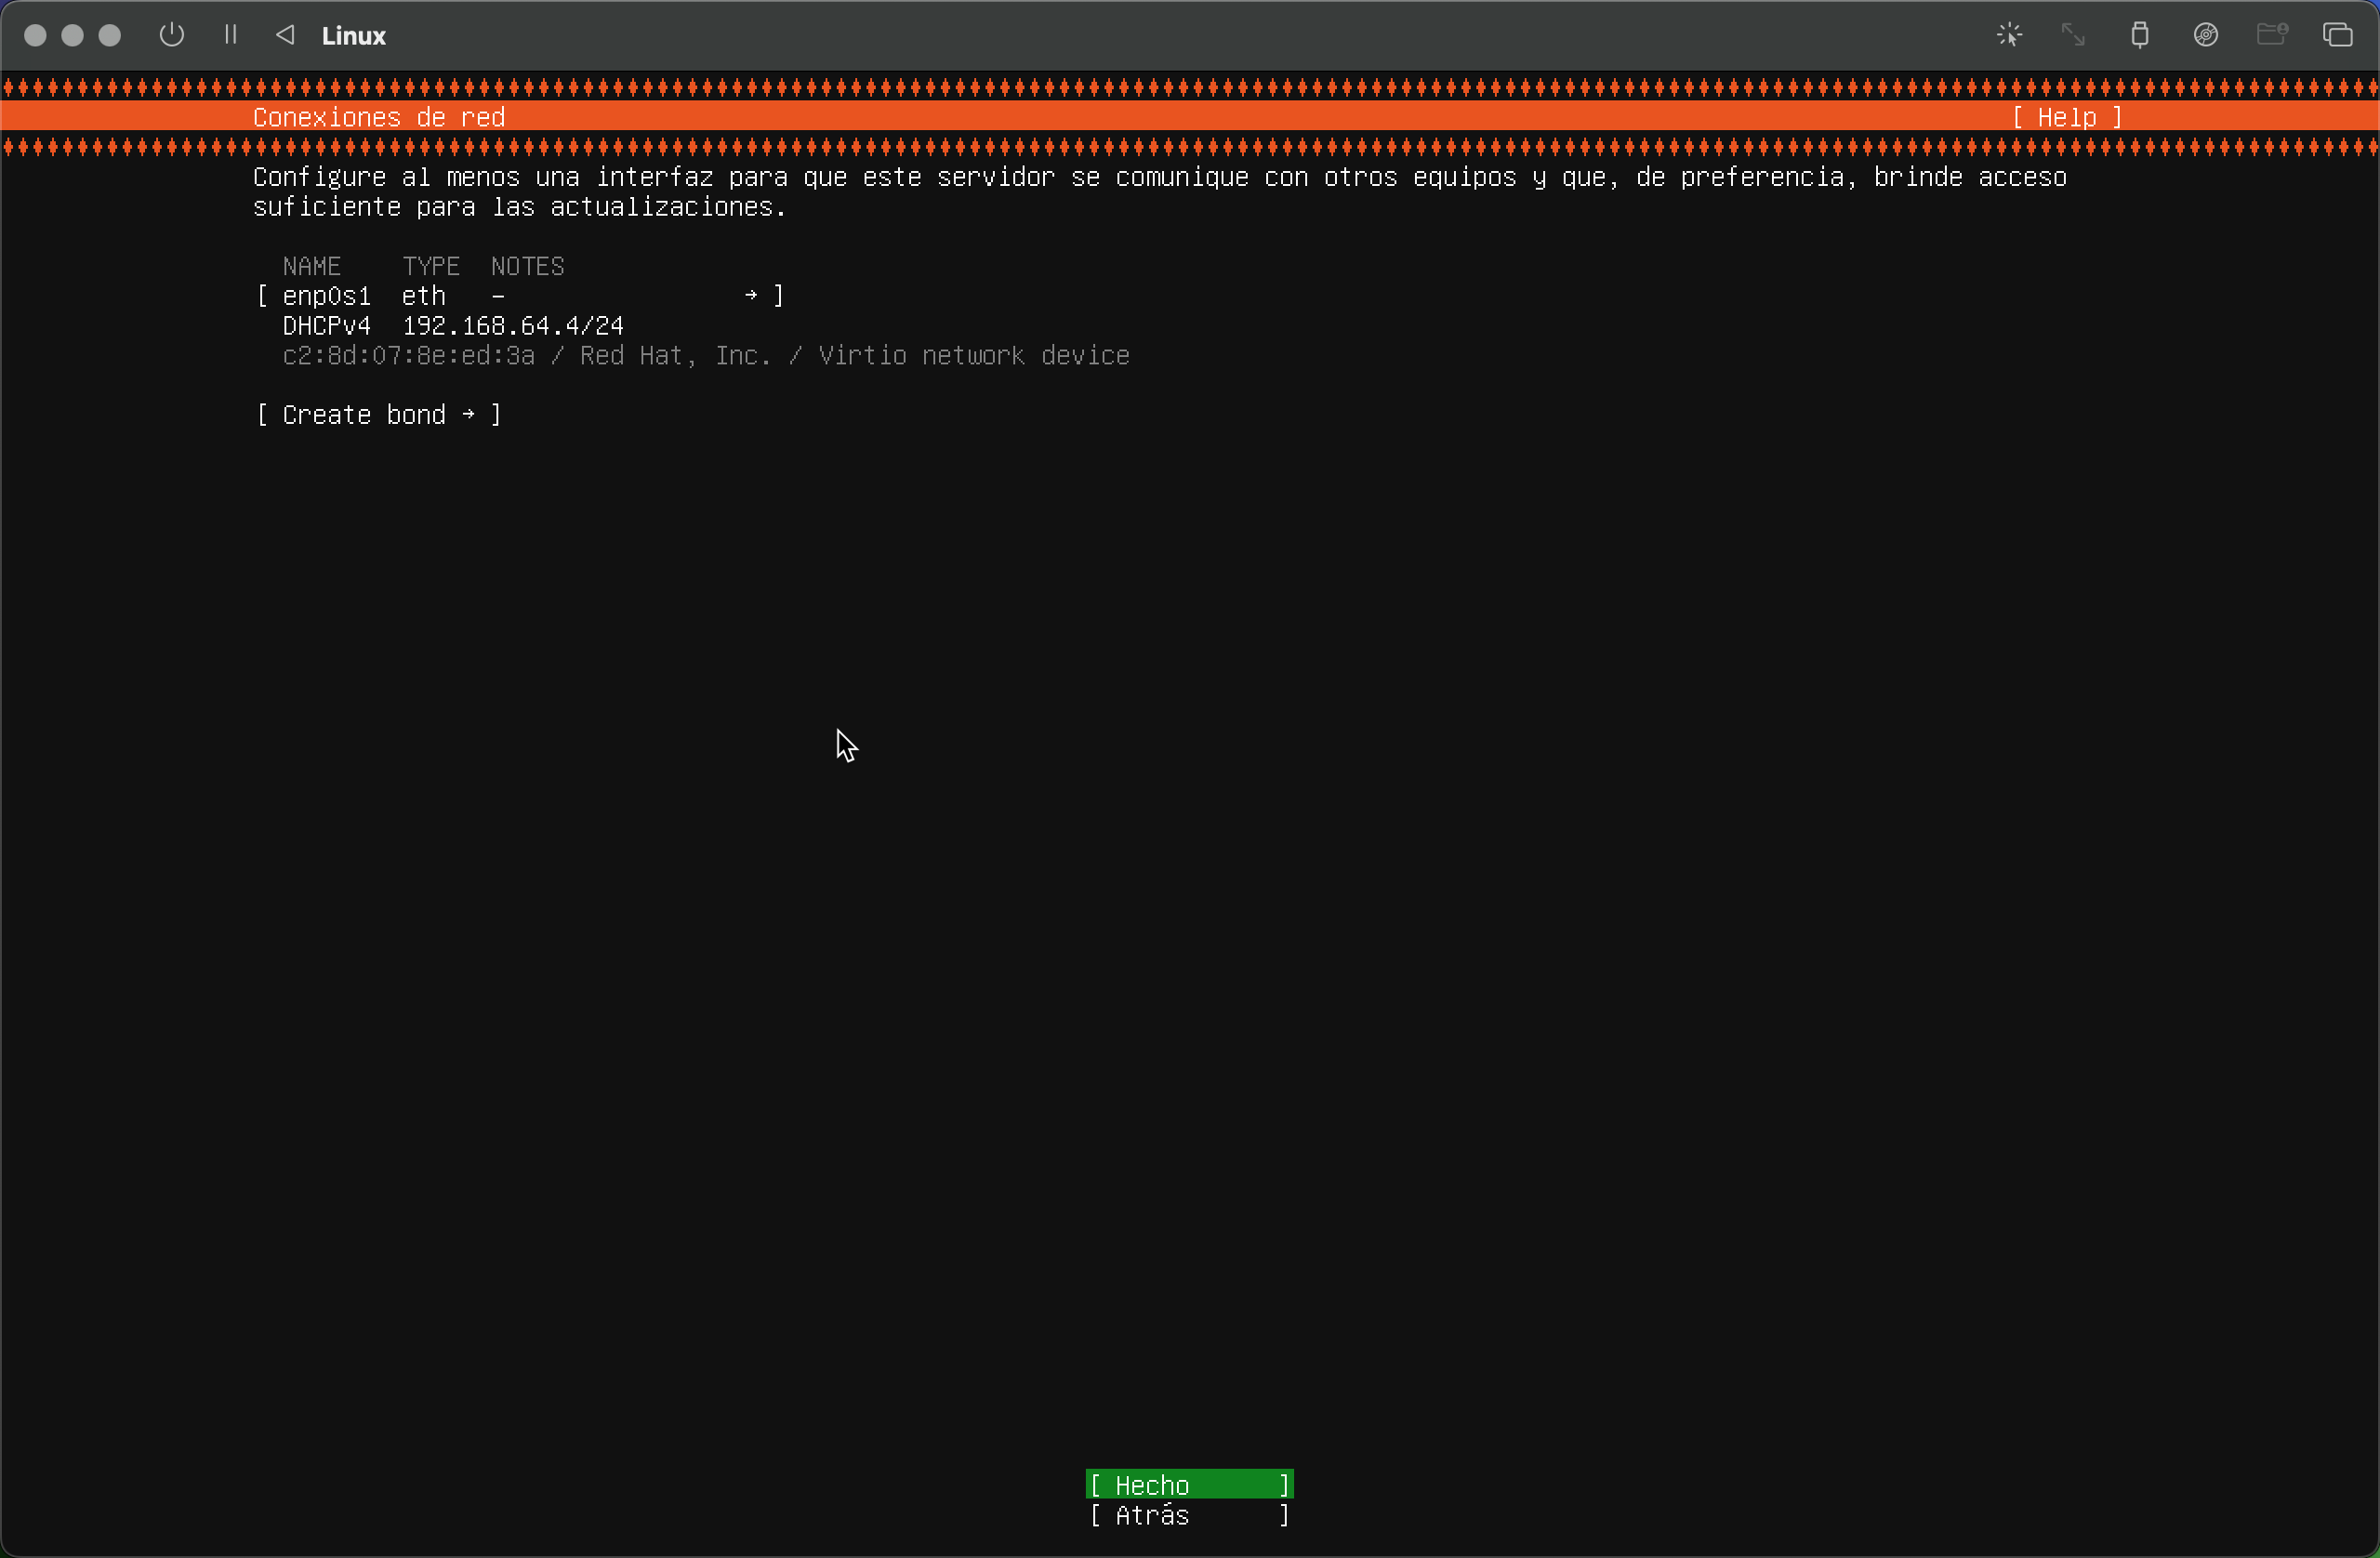 Linux
Conexiones de red [ Help ]
Configure al menos una interfaz para que este servidor se comunique con otros equipos y que, de preferencia, brinde acceso
suficiente para las actualizaciones.
NAME TYPE NOTES
[ enp0s1 eth - → ]
DHCPv4 192.168.64.4/24
c2:8d:07:8e:ed:3a / Red Hat, Inc. / Virtio network device
[ Create bond → ]
[ Hecho ]
[ Atrás ]